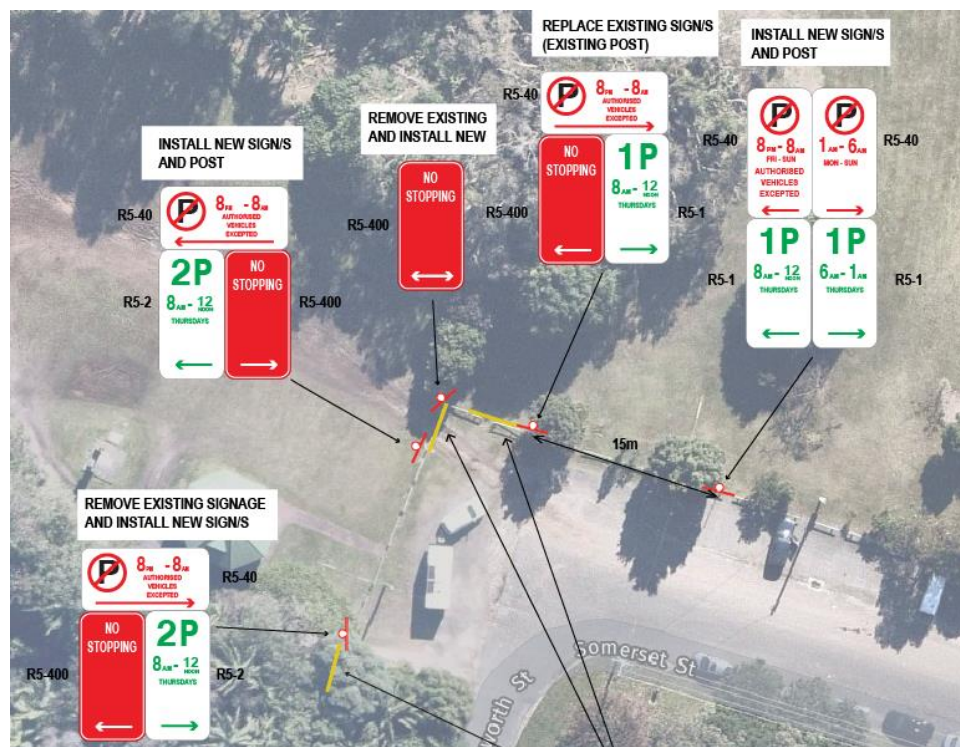 REPLACE EXISTING SIGN/S
(EXISTING POST)
R5-40
P
8PM - 8AM
AUTHORISED
VEHICLES
EXCEPTED
NO
STOPPING
R5-400
1P
8AM - 12
NOON
THURSDAYS
R5-1
INSTALL NEW SIGN/S
AND POST
R5-40
P
8PM - 8AM
FRI - SUN
AUTHORISED
VEHICLES
EXCEPTED
P
1AM - 6AM
MON - SUN
R5-40
R5-1
1P
8AM - 12
NOON
THURSDAYS
1P
6AM - 1AM
THURSDAYS
R5-1
REMOVE EXISTING
AND INSTALL NEW
R5-400
NO
STOPPING
INSTALL NEW SIGN/S
AND POST
R5-40
P
8PM - 8AM
AUTHORISED
VEHICLES
EXCEPTED
R5-2
2P
8AM - 12
NOON
THURSDAYS
NO
STOPPING
R5-400
15m
REMOVE EXISTING SIGNAGE
AND INSTALL NEW SIGN/S
P
8PM - 8AM
AUTHORISED
VEHICLES
EXCEPTED
R5-40
R5-400
NO
STOPPING
2P
8AM - 12
NOON
THURSDAYS
R5-2
Somerset St
worth St